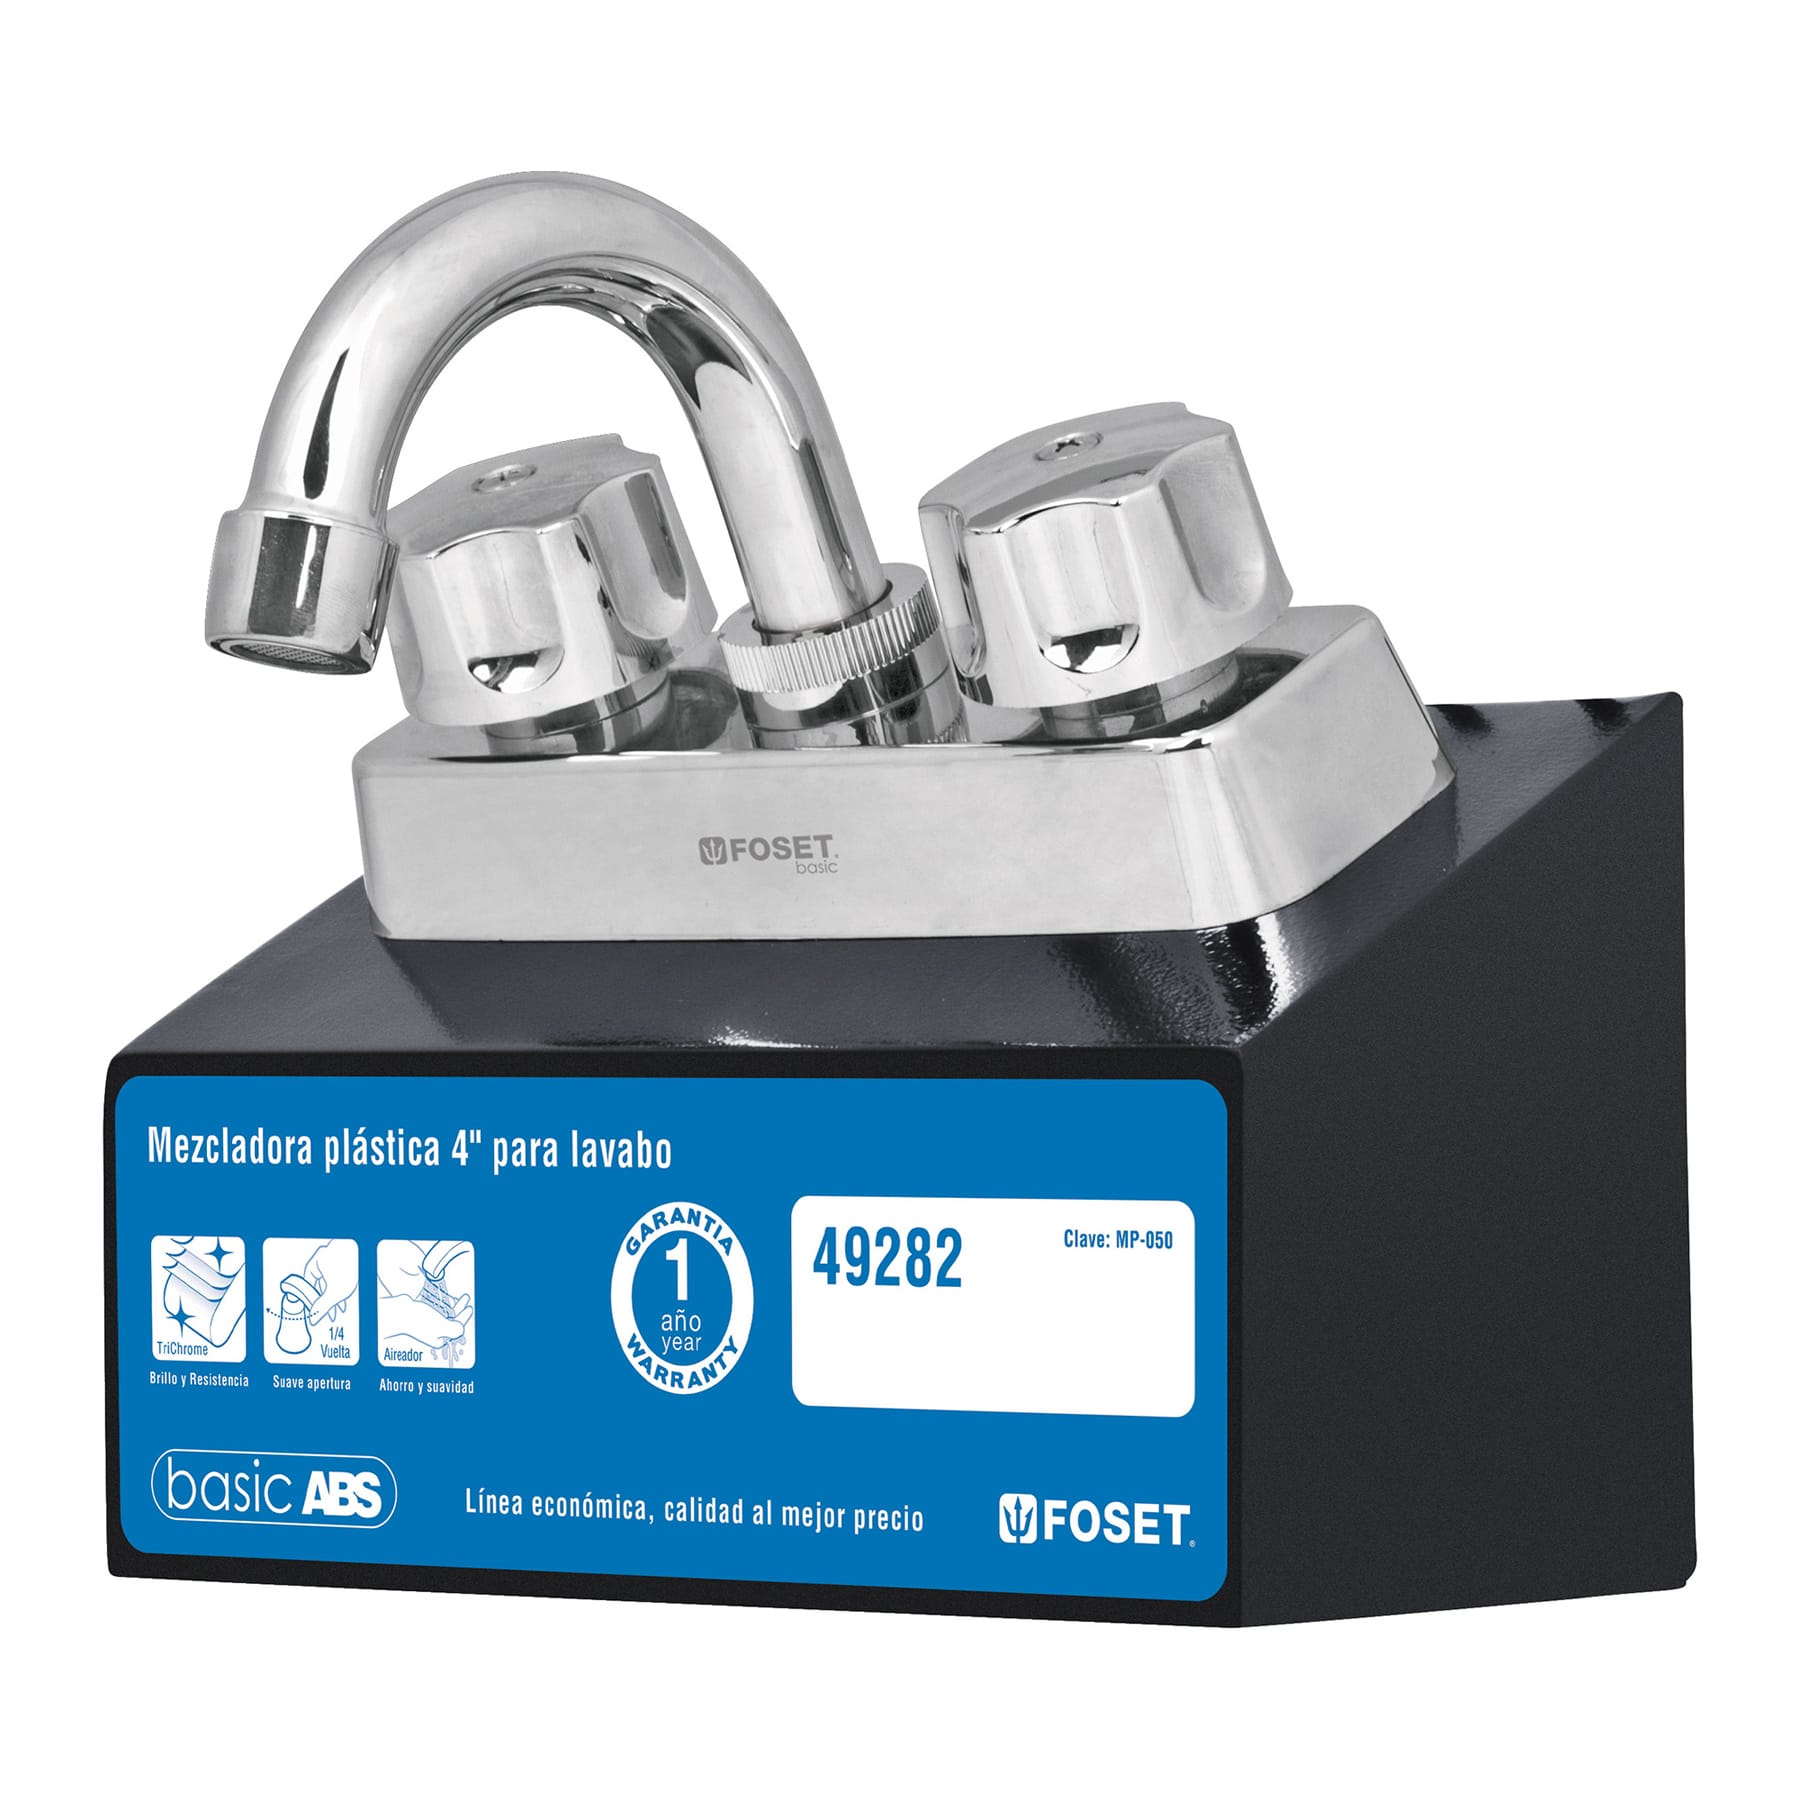 FOSET
basic
Mezcladora plástica 4" para lavabo
TriChrome
Brillo y Resistencia
1/4
Vuelta
Suave apertura
Aireador
Ahorro y suavidad
GARANTIA
1
año
year
WARRANTY
49282
Clave: MP-050
basic ABS
Línea económica, calidad al mejor precio
FOSET